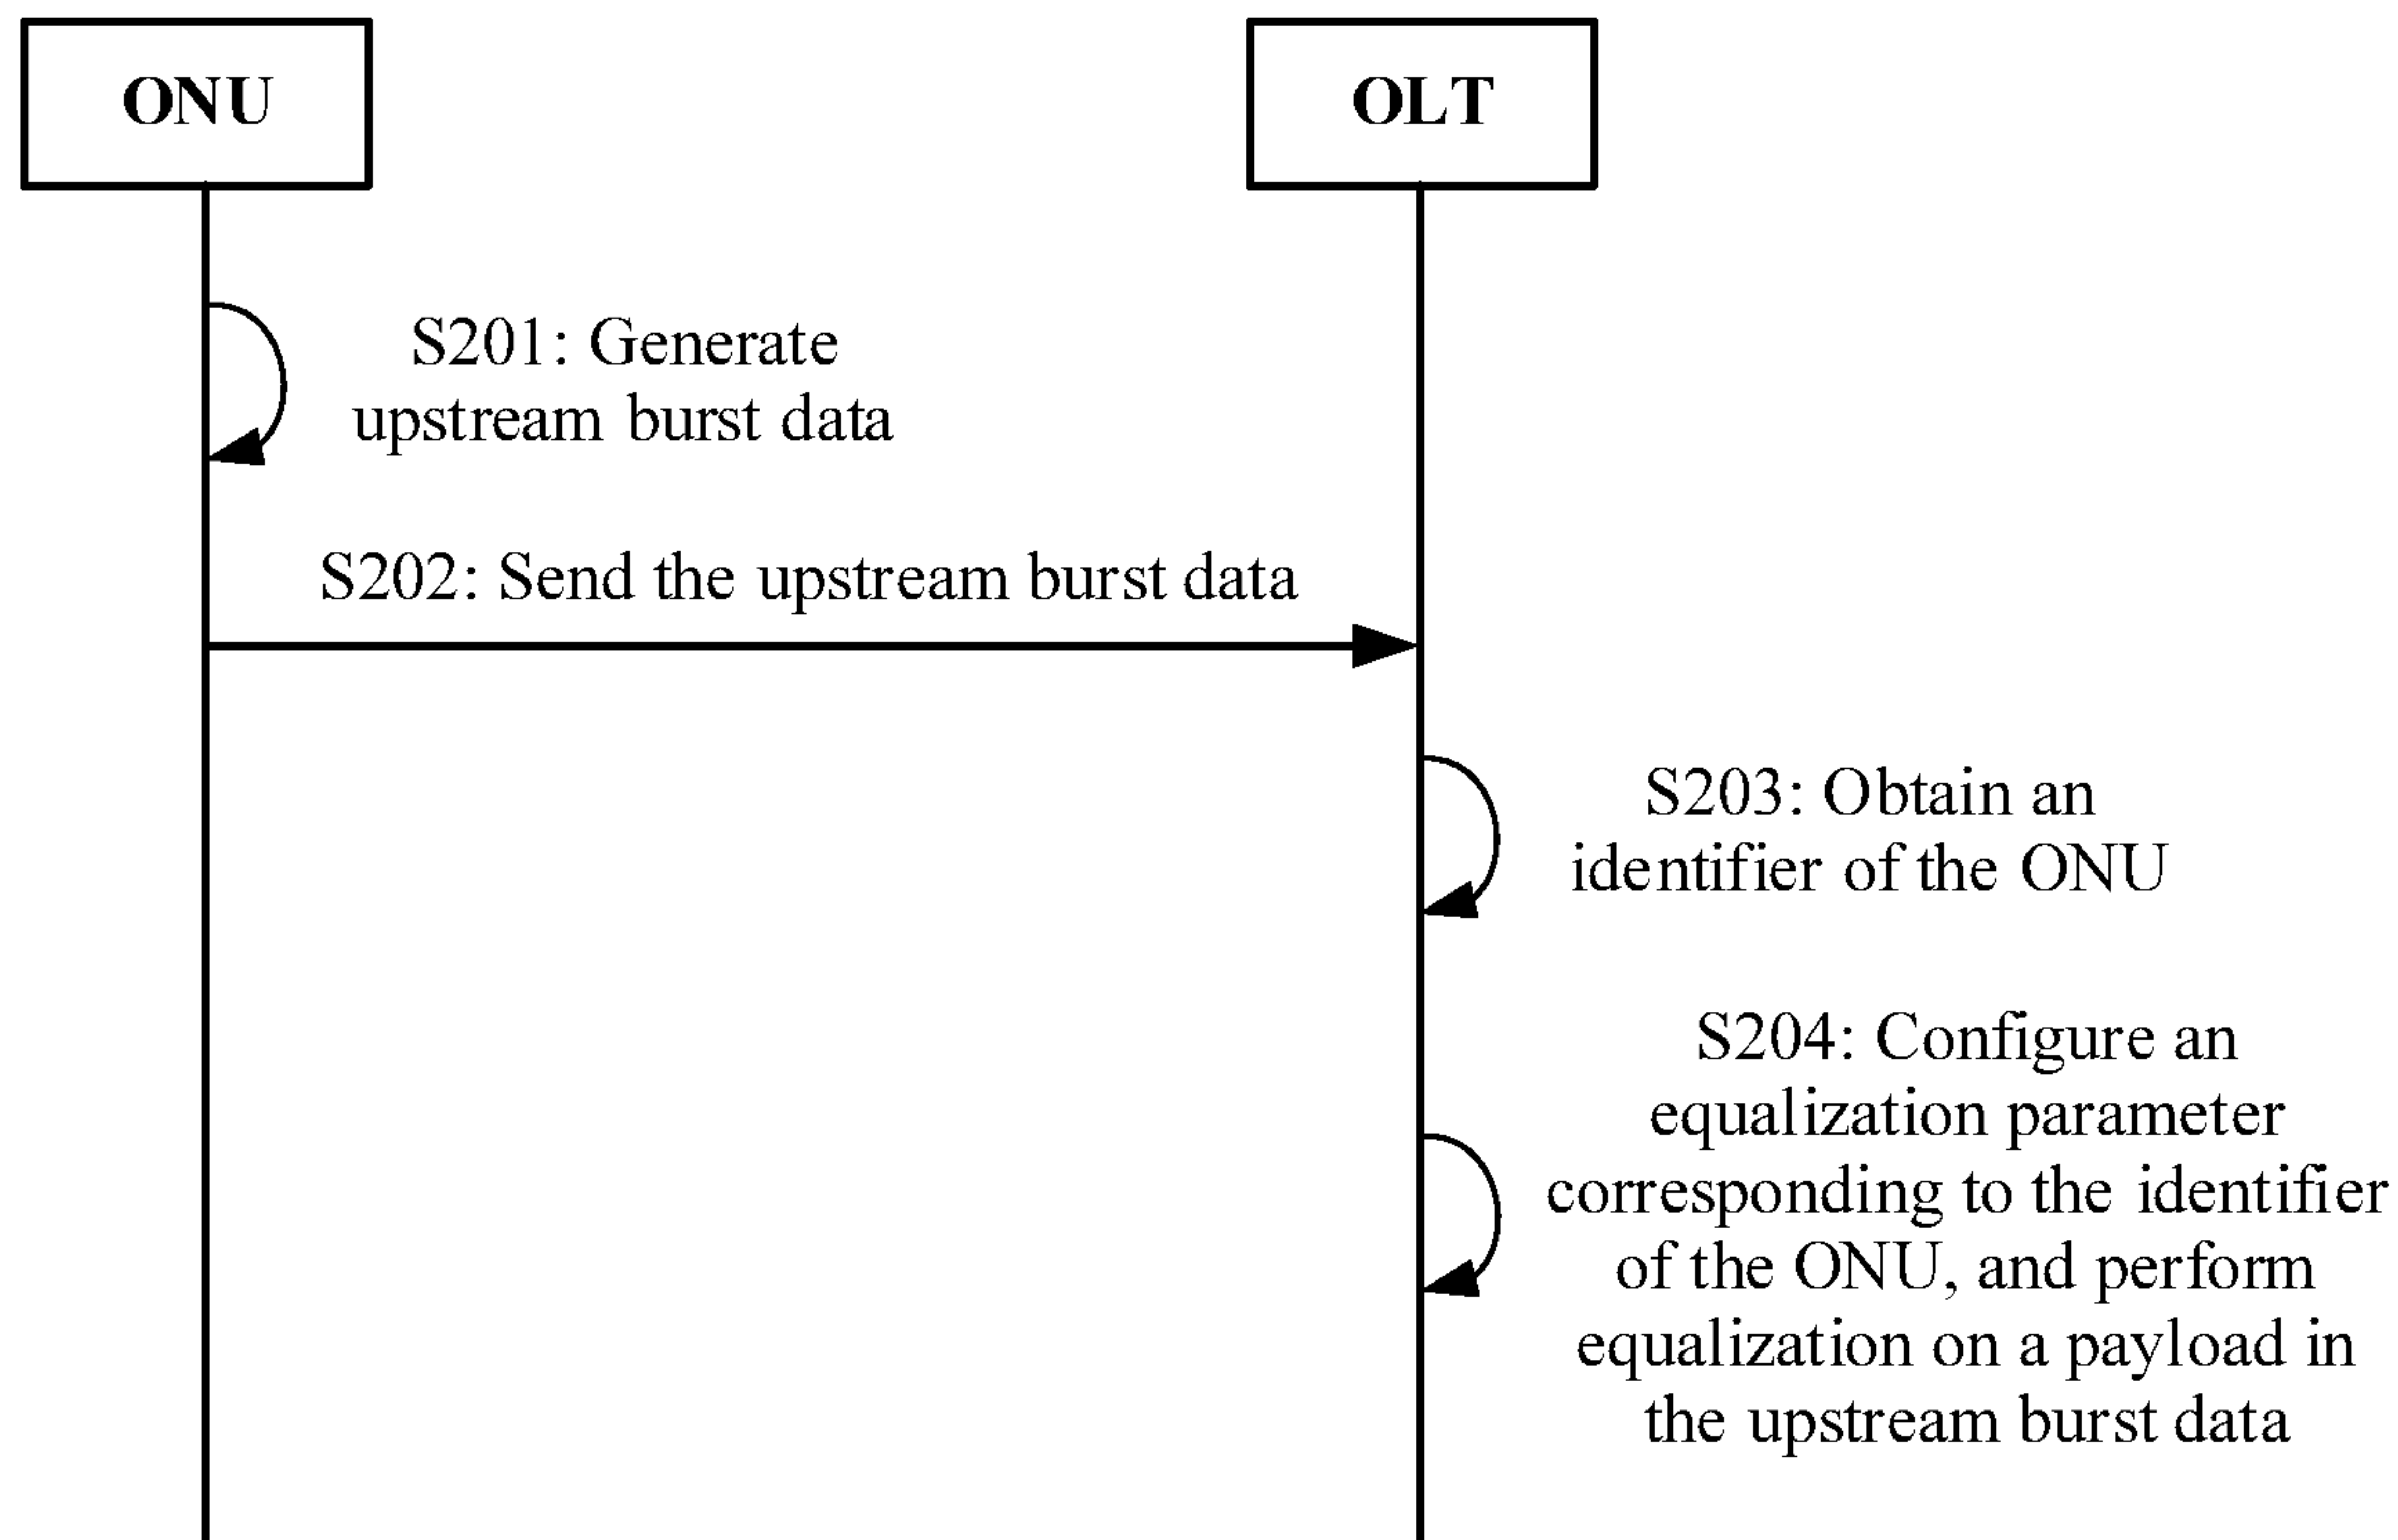 ONU
OLT
S201: Generate
upstream burst data
S202: Send the upstream burst data
S203: Obtain an
identifier of the ONU
S204: Configure an
equalization parameter
corresponding to the identifier
of the ONU, and perform
equalization on a payload in
the upstream burst data